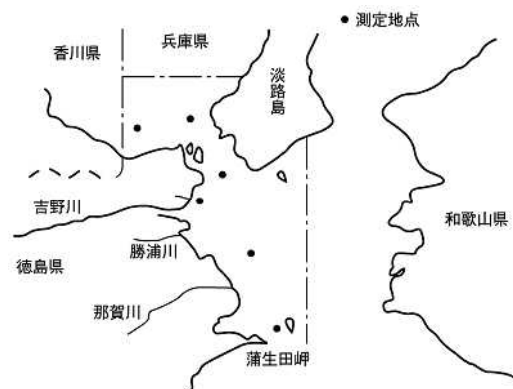 ● 測定地点
兵庫県
香川県
淡路島
吉野川
和歌山県
勝浦川
徳島県
那賀川
蒲生田岬